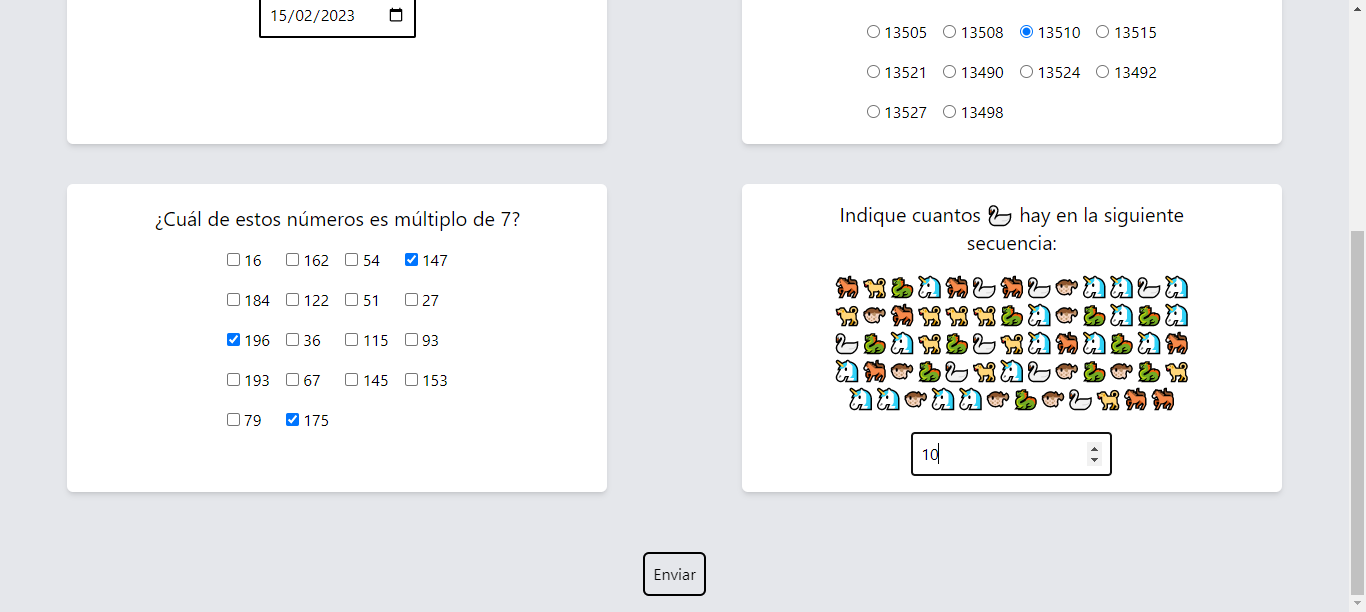 15/02/2023
13505 13508 13510 13515
13521 13490 13524 13492
13527 13498
¿Cuál de estos números es múltiplo de 7?
16 162 54 147
184 122 51 27
196 36 115 93
193 67 145 153
79 175
Indique cuantos 🦢 hay en la siguiente
secuencia:
10
Enviar